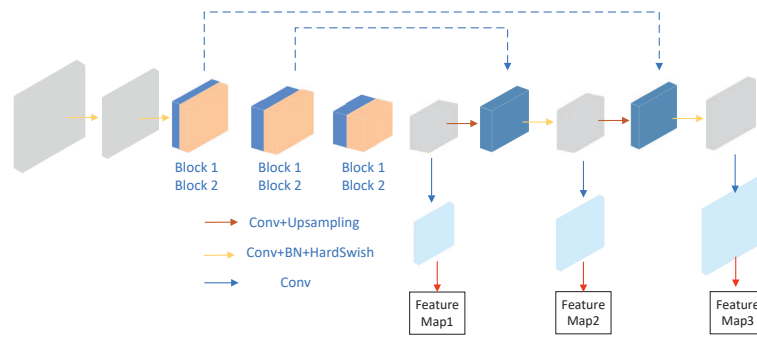 Block 1
Block 2
Block 1
Block 2
Block 1
Block 2
Conv+Upsampling
Conv+BN+HardSwish
Conv
Feature
Map1
Feature
Map2
Feature
Map3